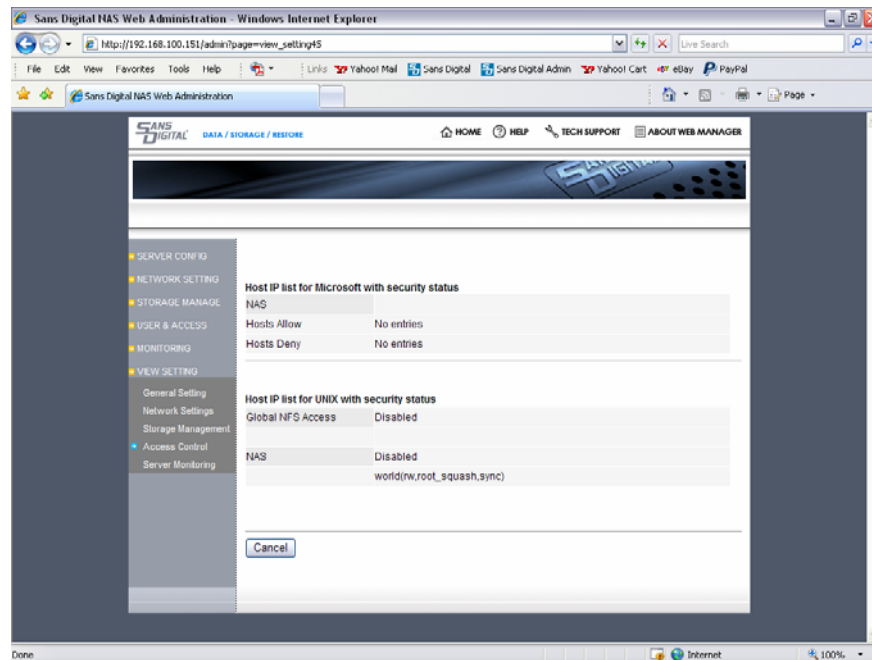 Sans Digital NAS Web Administration - Windows Internet Explorer
http://192.168.100.151/admin?page=view_setting45
Live Search
File Edit View Favorites Tools Help
Links Yahoo! Mail Sans Digital Sans Digital Admin Yahoo! Cart eBay PayPal
Sans Digital NAS Web Administration
Page
SANS DIGITAL DATA / STORAGE / RESTORE
HOME HELP TECH SUPPORT ABOUT WEB MANAGER
SANS DIGITAL
SERVER CONFIG
NETWORK SETTING
STORAGE MANAGE
USER & ACCESS
MONITORING
VIEW SETTING
General Setting
Network Settings
Storage Management
Access Control
Server Monitoring
Host IP list for Microsoft with security status
NAS
Hosts Allow No entries
Hosts Deny No entries
Host IP list for UNIX with security status
Global NFS Access Disabled
NAS Disabled
world(rw,root_squash,sync)
Cancel
Done
Internet
100%